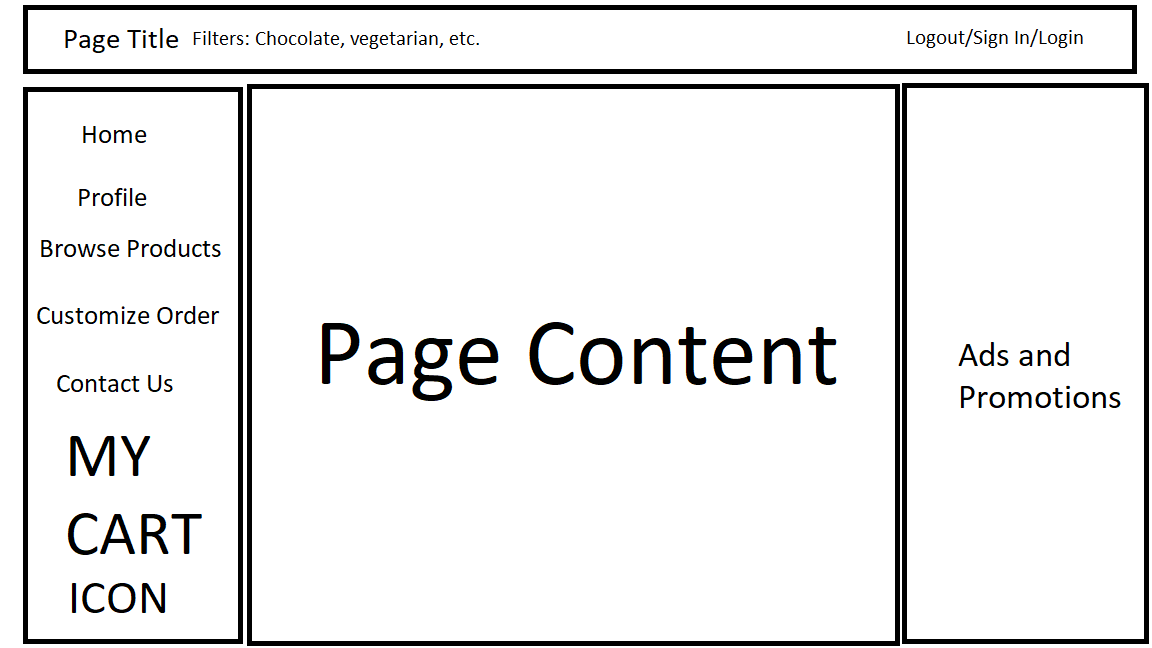 Page Title Filters: Chocolate, vegetarian, etc. Logout/Sign In/Login
Home
Profile
Browse Products
Customize Order
Contact Us
MY
CART
ICON
Page Content
Ads and
Promotions